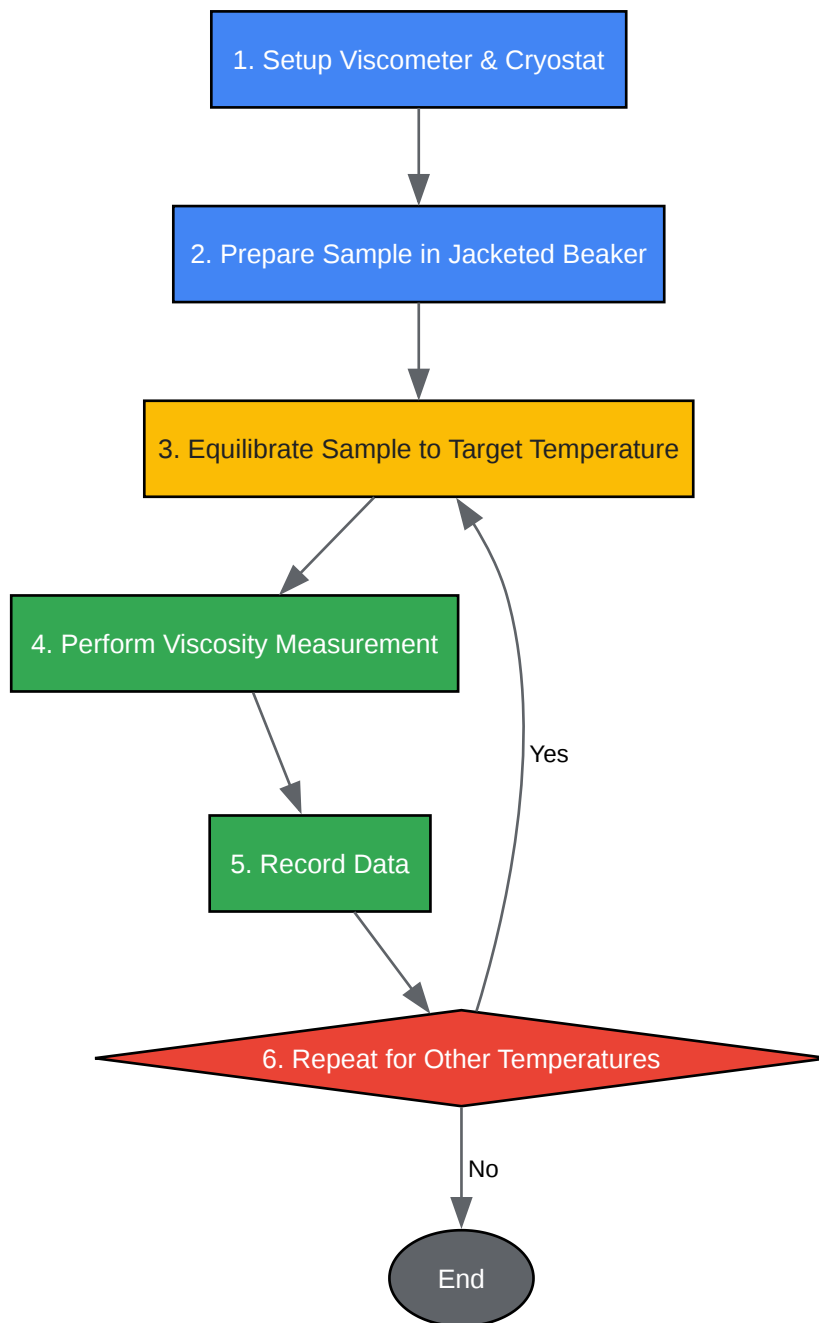 1. Setup Viscometer & Cryostat
2. Prepare Sample in Jacketed Beaker
3. Equilibrate Sample to Target Temperature
4. Perform Viscosity Measurement
Yes
5. Record Data
6. Repeat for Other Temperatures
No
End